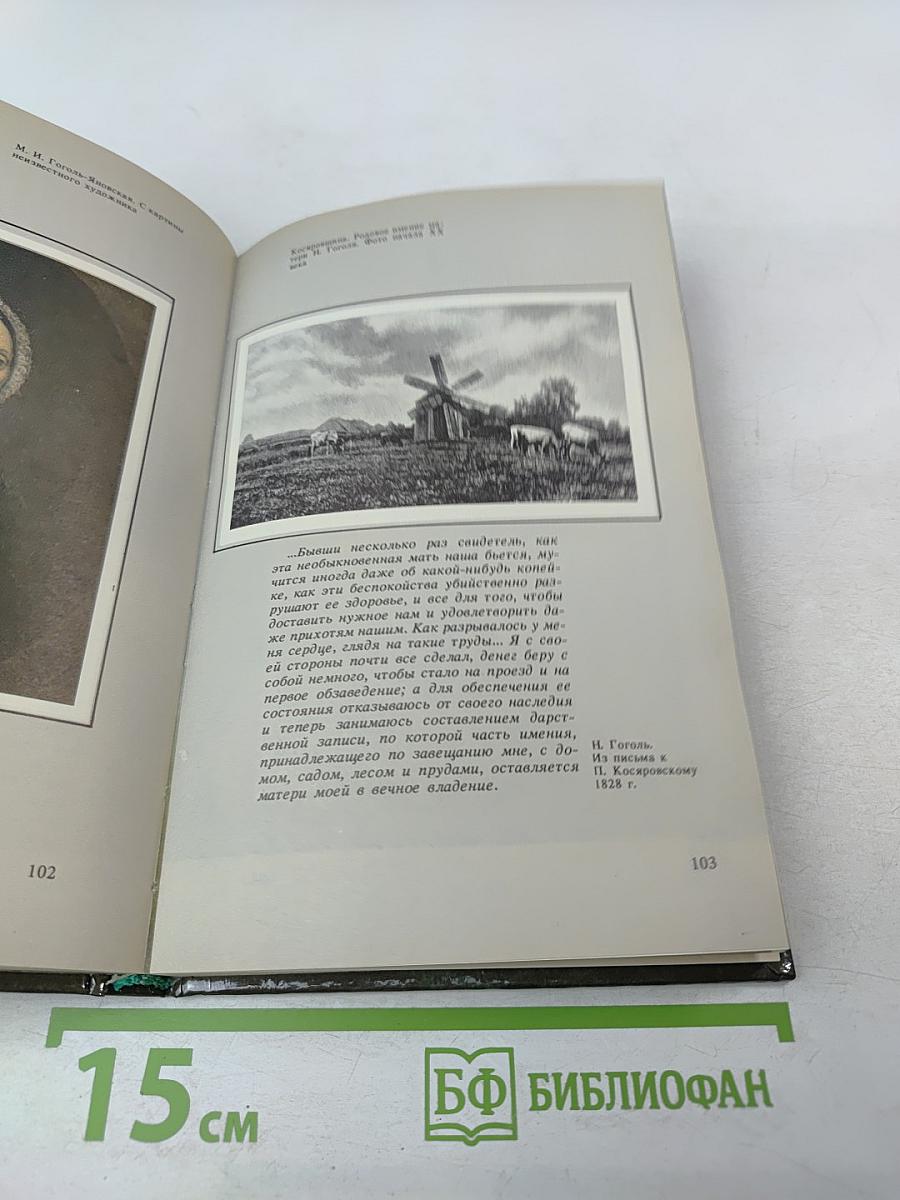 М. И. Гоголь-Яновская. С картины
неизвестного художника
102
Косяровщина. Родовое имение ма-
тери Н. Гоголя. Фото начала XX
века
...Бывши несколько раз свидетель, как
эта необыкновенная мать наша бьется, му-
чится иногда даже об какой-нибудь копей-
ке, как эти беспокойства убийственно раз-
рушают ее здоровье, и все для того, чтобы
доставить нужное нам и удовлетворить да-
же прихотям нашим. Как разрывалось у ме-
ня сердце, глядя на такие труды... Я с сво-
ей стороны почти все сделал, денег беру с
собой немного, чтобы стало на проезд и на
первое обзаведение; а для обеспечения ее
состояния отказываюсь от своего наследия
и теперь занимаюсь составлением дарст-
венной записи, по которой часть имения,
принадлежащего по завещанию мне, с до-
мом, садом, лесом и прудами, оставляется
матери моей в вечное владение.
Н. Гоголь.
Из письма к
П. Косяровскому
1828 г.
103
15 см
БФ БИБЛИОФАН